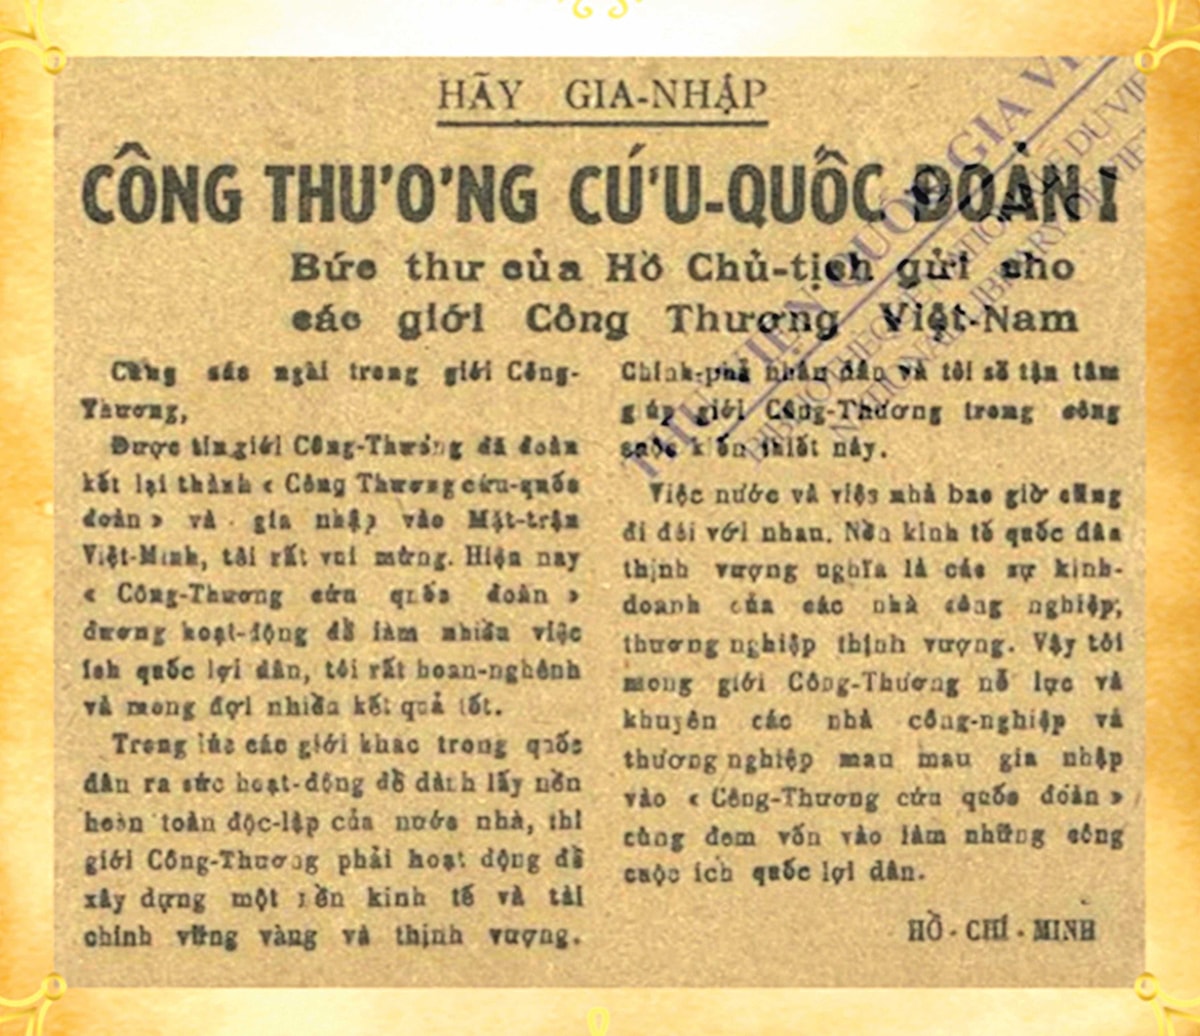 HÃY GIA-NHẬP
CÔNG THƯƠNG CỨU-QUỐC ĐOÀN !
Bức thư của Hồ Chủ-tịch gửi cho
các giới Công Thương Việt-Nam
Cùng các ngài trong giới Công-
Thương,
Được tin giới Công-Thương đã đoàn
kết lại thành « Công Thương cứu-quốc
đoàn » và gia nhập vào Mặt-trận
Việt-Minh, tôi rất vui mừng. Hiện nay
« Công-Thương cứu quốc đoàn »
đương hoạt-động để làm nhiều việc
ích quốc lợi dân, tôi rất hoan-nghênh
và mong đợi nhiều kết quả tốt.
Trong lúc các giới khác trong quốc
dân ra sức hoạt-động để dành lấy nền
hoàn toàn độc-lập của nước nhà, thì
giới Công-Thương phải hoạt động để
xây dựng một nền kinh tế và tài
chính vững vàng và thịnh vượng.
Chính-phủ nhân dân và tôi sẽ tận tâm
giúp giới Công-Thương trong công
cuộc kiến thiết này.
Việc nước và việc nhà bao giờ cũng
đi đôi với nhau. Nền kinh tế quốc dân
thịnh vượng nghĩa là các sự kinh-
doanh của các nhà công nghiệp,
thương nghiệp thịnh vượng. Vậy tôi
mong giới Công-Thương nỗ lực và
khuyên các nhà công-nghiệp và
thương nghiệp mau mau gia nhập
vào « Công-Thương cứu quốc đoàn »
cùng đem vốn vào làm những công
cuộc ích quốc lợi dân.
HỒ - CHÍ - MINH
THƯ VIỆN QUỐC GIA
NATIONAL LIBRARY OF